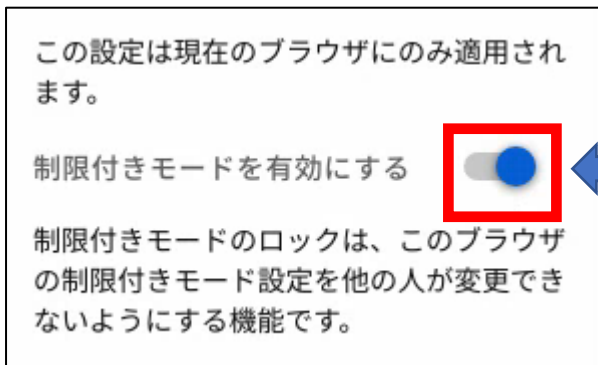 この設定は現在のブラウザにのみ適用され
ます。
制限付きモードを有効にする
制限付きモードのロックは、このブラウザ
の制限付きモード設定を他の人が変更でき
ないようにする機能です。